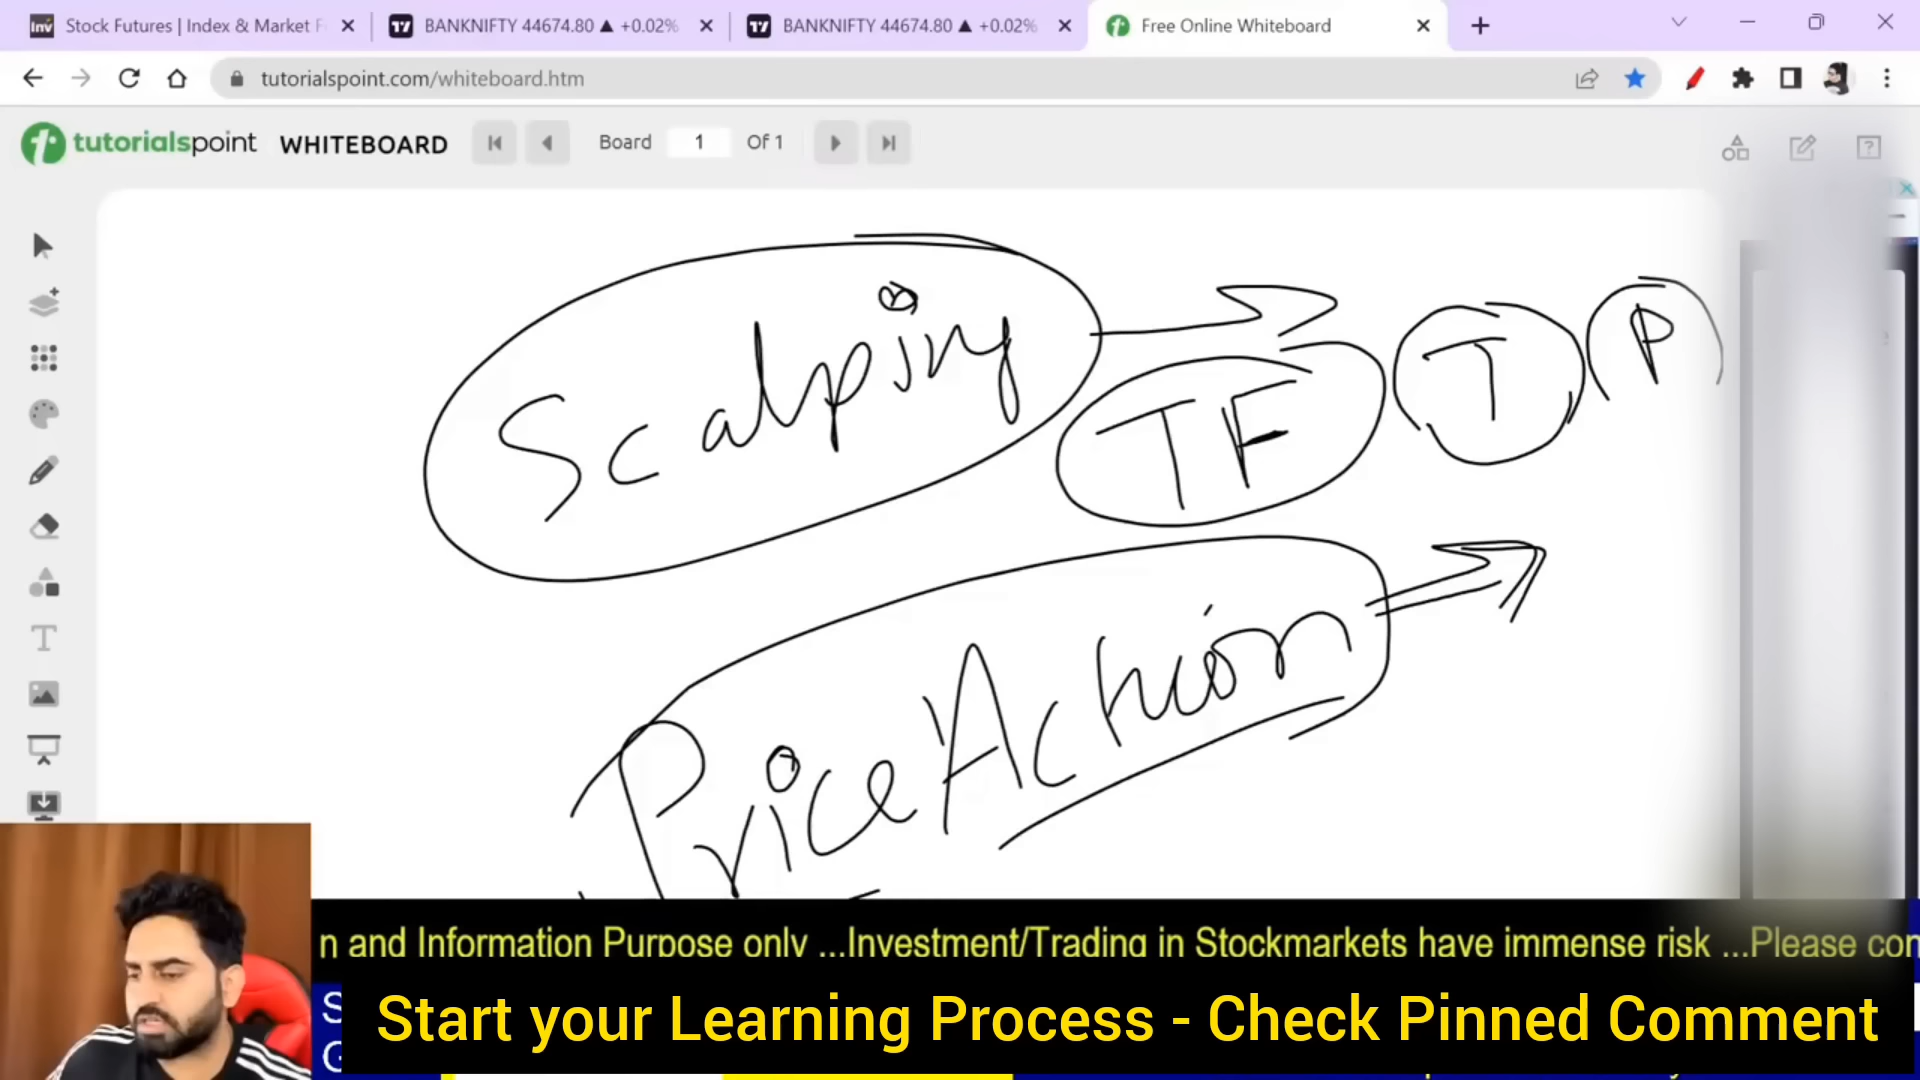 Stock Futures | Index & Market F
BANKNIFTY 44674.80 ▲ +0.02%
BANKNIFTY 44674.80 ▲ +0.02%
Free Online Whiteboard
tutorialspoint.com/whiteboard.htm
tutorialspoint WHITEBOARD Board 1 Of 1
Scalping
TF T P
Price Action
n and Information Purpose only ...Investment/Trading in Stockmarkets have immense risk ...Please con
Start your Learning Process - Check Pinned Comment